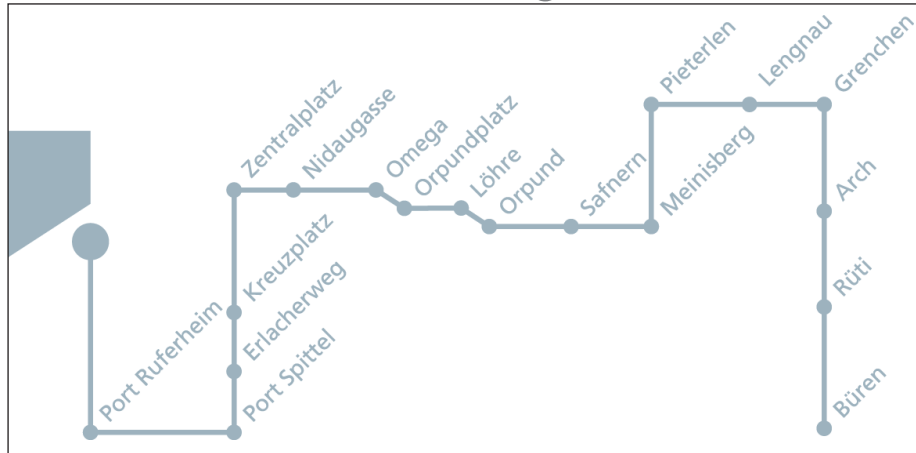 Port Ruferheim
Port Spittel
Erlacherweg
Kreuzplatz
Zentralplatz
Nidaugasse
Omega
Orpundplatz
Löhre
Orpund
Safnern
Meinisberg
Pieterlen
Lengnau
Grenchen
Arch
Rüti
Büren